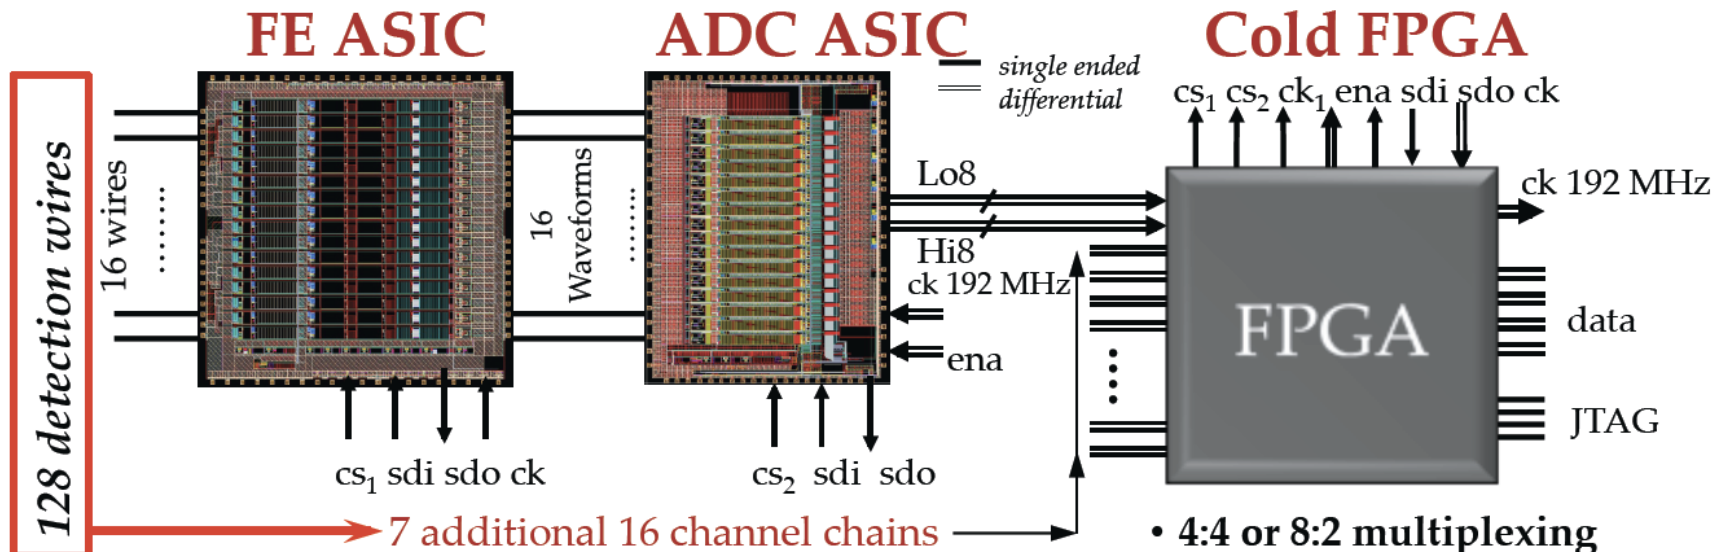 FE ASIC
ADC ASIC
Cold FPGA
single ended
differential
cs₁ cs₂ ck₁ ena sdi sdo ck
128 detection wires
16 wires
16
Waveforms
Lo8
Hi8
ck 192 MHz
ena
ck 192 MHz
FPGA
data
JTAG
cs₁ sdi sdo ck
cs₂ sdi sdo
7 additional 16 channel chains
• 4:4 or 8:2 multiplexing